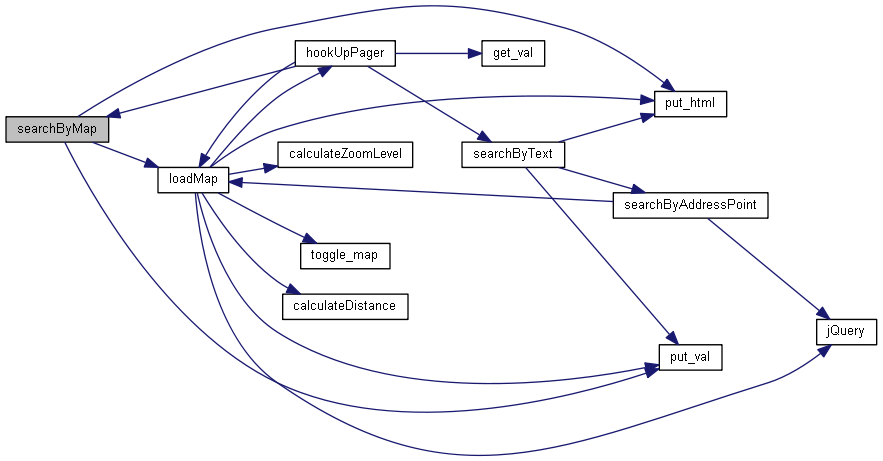 hookUpPager
get_val
put_html
searchByMap
calculateZoomLevel
searchByText
loadMap
searchByAddressPoint
toggle_map
calculateDistance
jQuery
put_val